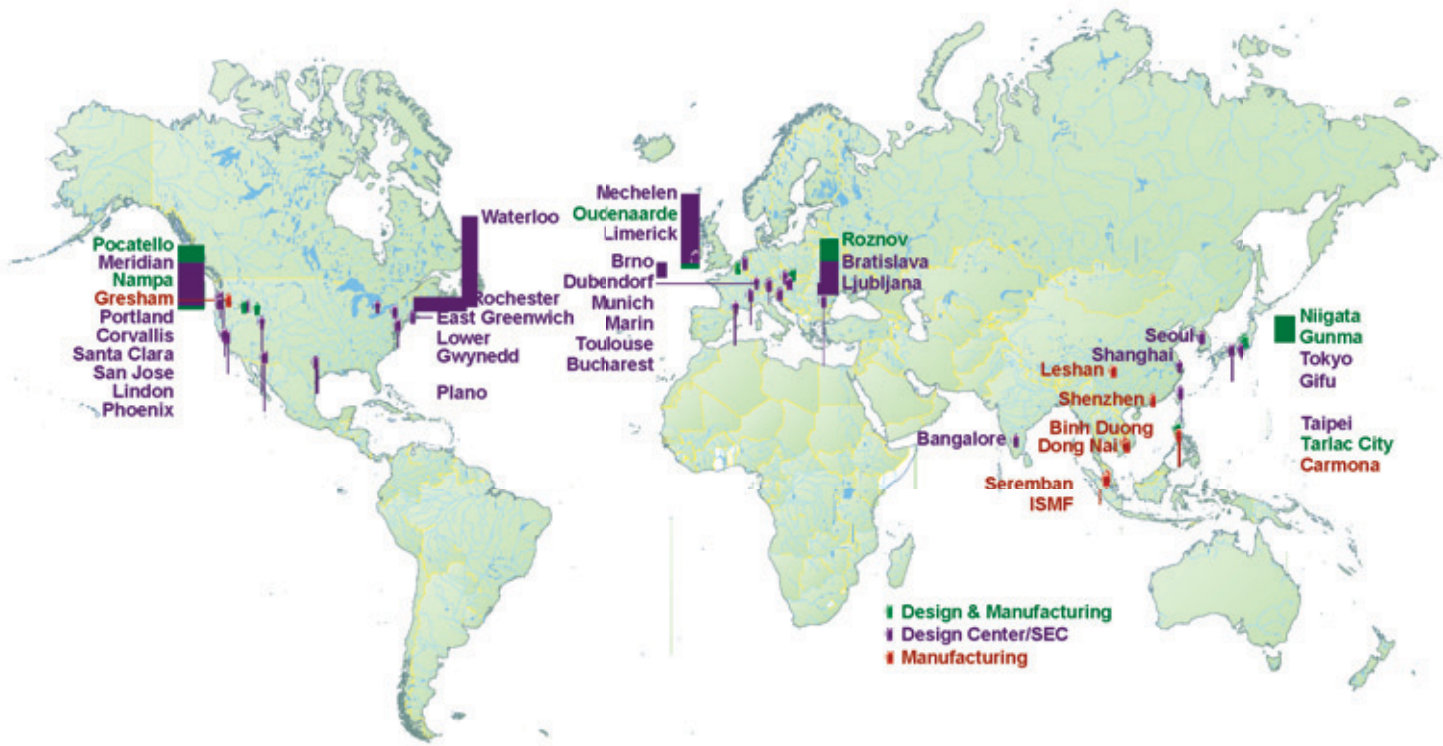 Waterloo
Pocatello
Meridian
Nampa
Gresham
Portland
Corvallis
Santa Clara
San Jose
Lindon
Phoenix
Rochester
East Greenwich
Lower
Gwynedd
Plano
Nechelen
Oudenaarde
Limerick
Brno
Dubendorf
Munich
Marin
Toulouse
Bucharest
Roznov
Bratislava
Ljubljana
Seoul
Shanghai
Leshan
Shenzhen
Binh Duong
Dong Nai
Bangalore
Seremban
ISMF
Niigata
Gunma
Tokyo
Gifu
Taipei
Tarlac City
Carmona
Design & Manufacturing
Design Center/SEC
Manufacturing